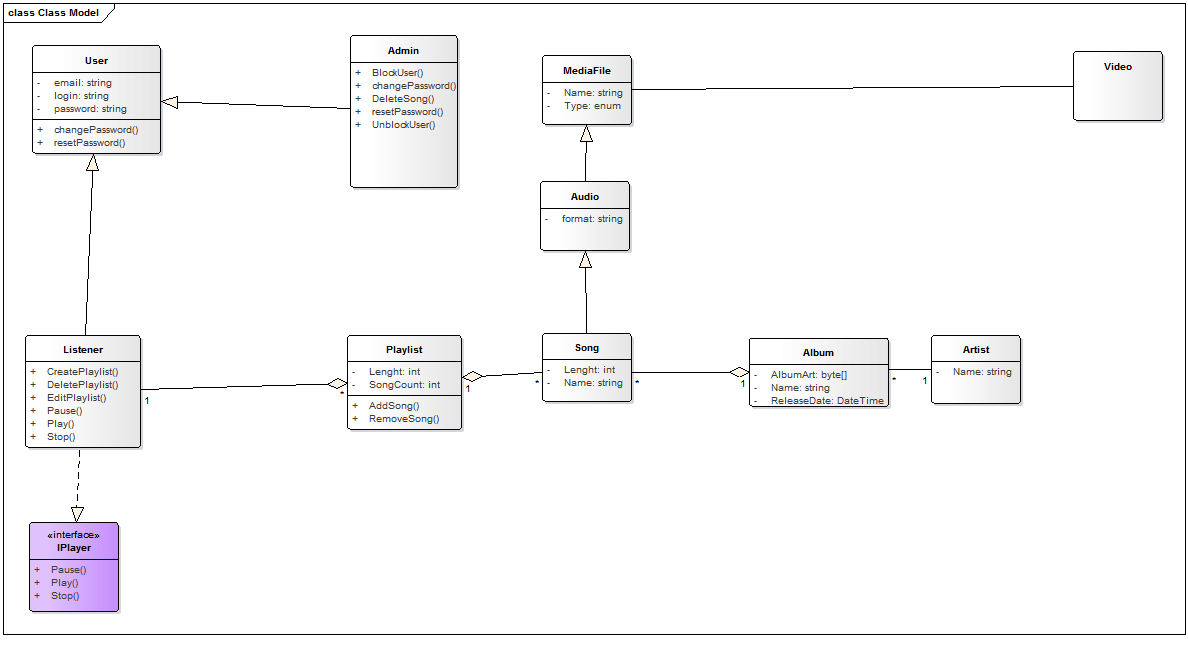 class Class Model
User
- email: string
- login: string
- password: string
+ changePassword()
+ resetPassword()
Admin
+ BlockUser()
+ changePassword()
+ DeleteSong()
+ resetPassword()
+ UnblockUser()
MediaFile
- Name: string
- Type: enum
Video
Audio
- format: string
Listener
+ CreatePlaylist()
+ DeletePlaylist()
+ EditPlaylist()
+ Pause()
+ Play()
+ Stop()
1
*
Playlist
- Lenght: int
- SongCount: int
+ AddSong()
+ RemoveSong()
1
*
Song
- Lenght: int
- Name: string
*
1
Album
- AlbumArt: byte[]
- Name: string
- ReleaseDate: DateTime
*
1
Artist
- Name: string
«interface»
IPlayer
+ Pause()
+ Play()
+ Stop()